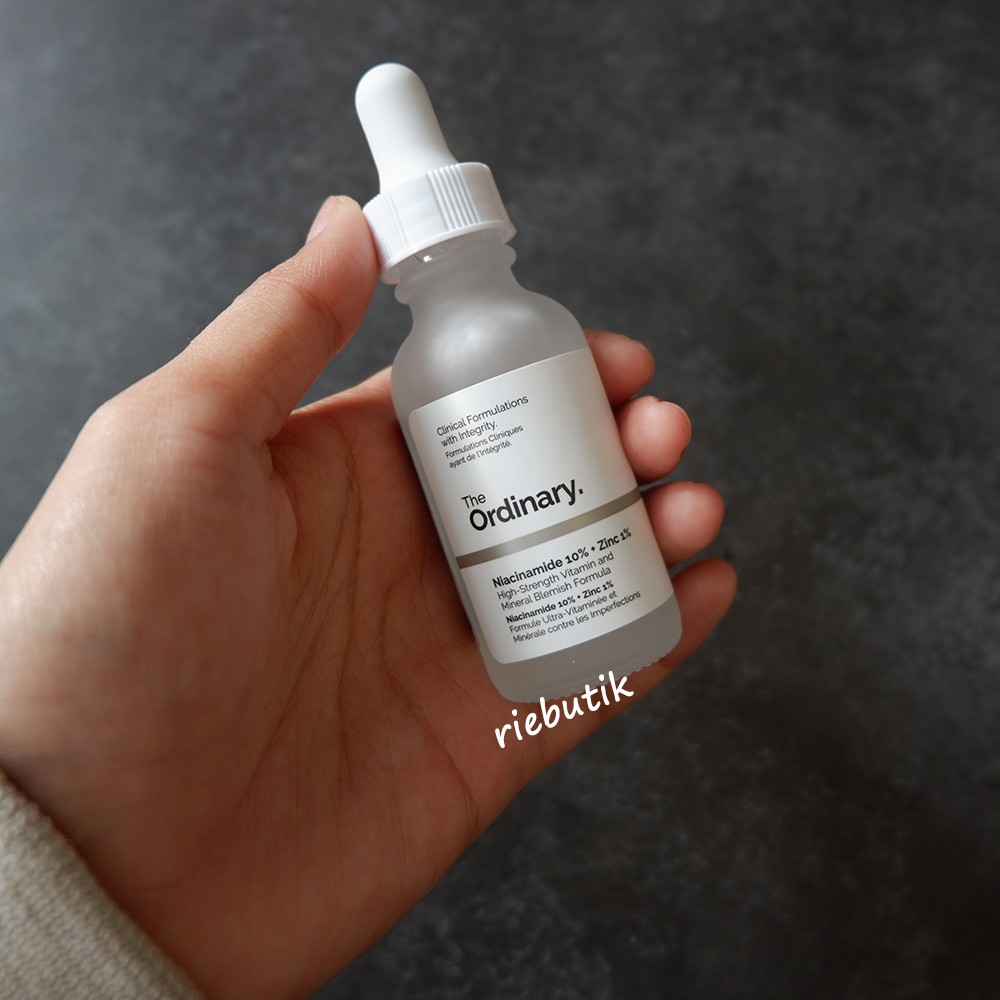 Clinical Formulations
with Integrity.
Formulations Cliniques
ayant de l'Intégrité.
The
Ordinary.
Niacinamide 10% + Zinc 1%
High-Strength Vitamin and
Mineral Blemish Formula
Niacinamide 10% + Zinc 1%
Formule Ultra-Vitaminée et
Minérale contre les Imperfections
riebutik